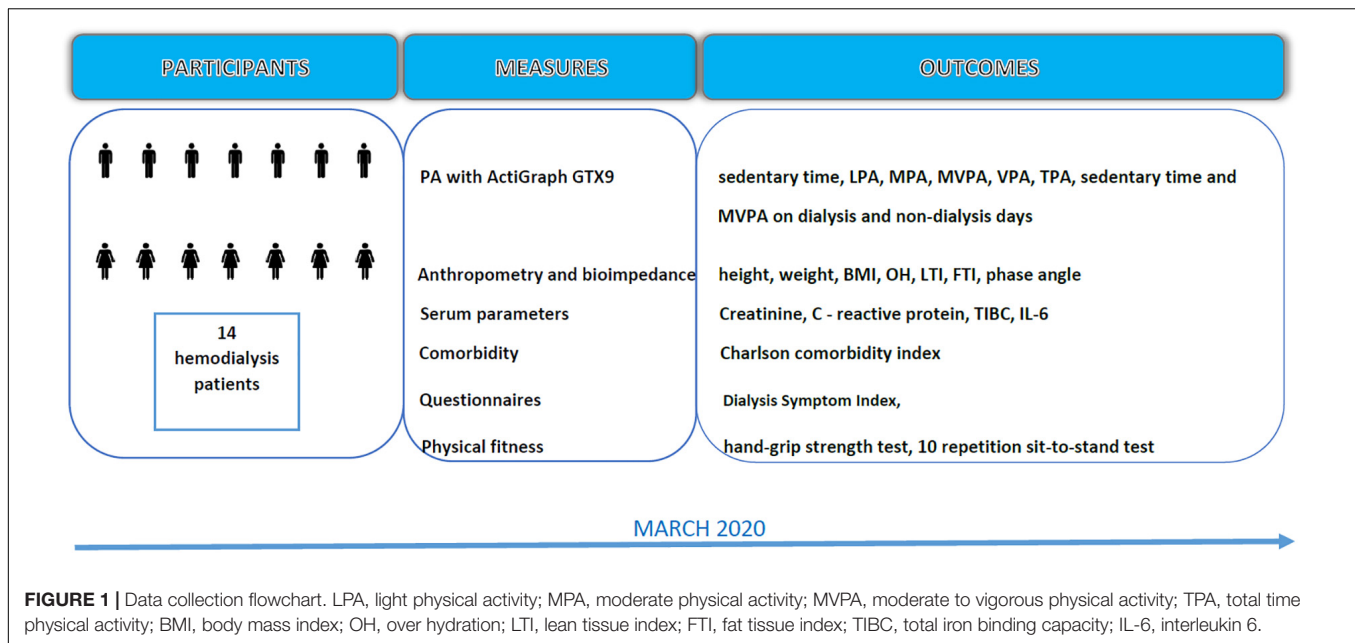 PARTICIPANTS
MEASURES
OUTCOMES
14
hemodialysis
patients
PA with ActiGraph GTX9
sedentary time, LPA, MPA, MVPA, VPA, TPA, sedentary time and
MVPA on dialysis and non-dialysis days
Anthropometry and bioimpedance
height, weight, BMI, OH, LTI, FTI, phase angle
Serum parameters
Creatinine, C - reactive protein, TIBC, IL-6
Comorbidity
Charlson comorbidity index
Questionnaires
Dialysis Symptom Index,
Physical fitness
hand-grip strength test, 10 repetition sit-to-stand test
MARCH 2020
FIGURE 1 | Data collection flowchart. LPA, light physical activity; MPA, moderate physical activity; MVPA, moderate to vigorous physical activity; TPA, total time
physical activity; BMI, body mass index; OH, over hydration; LTI, lean tissue index; FTI, fat tissue index; TIBC, total iron binding capacity; IL-6, interleukin 6.